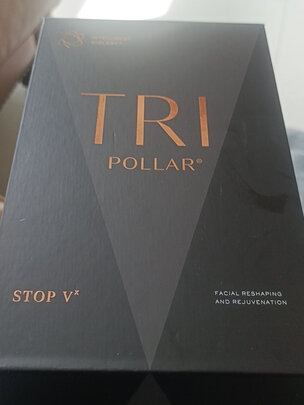 TRI
POLLAR®
STOP Vˣ
FACIAL RESHAPING
AND REJUVENATION